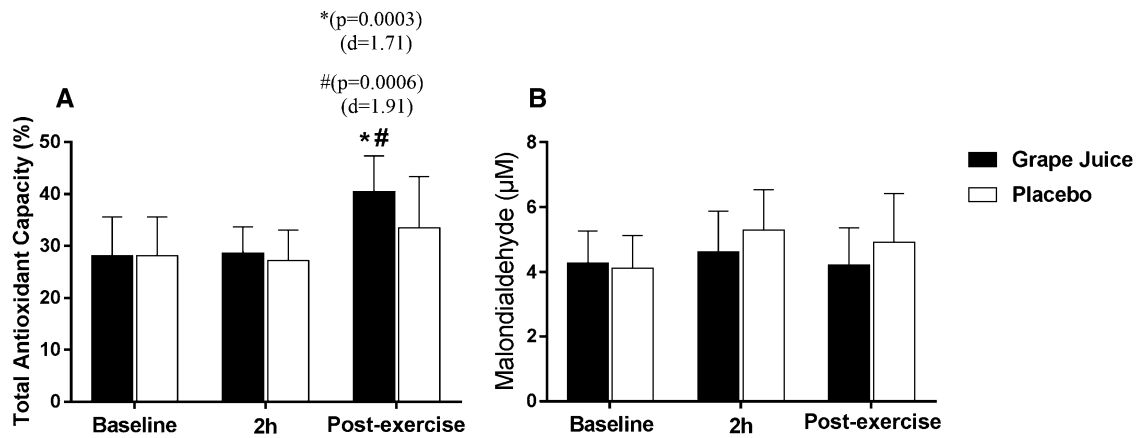 *(p=0.0003)
(d=1.71)
#(p=0.0006)
(d=1.91)
A
*#
Total Antioxidant Capacity (%)
50
40
30
20
10
0
Baseline
2h
Post-exercise
B
Malondialdehyde (µM)
8
6
4
2
0
Baseline
2h
Post-exercise
Grape Juice
Placebo